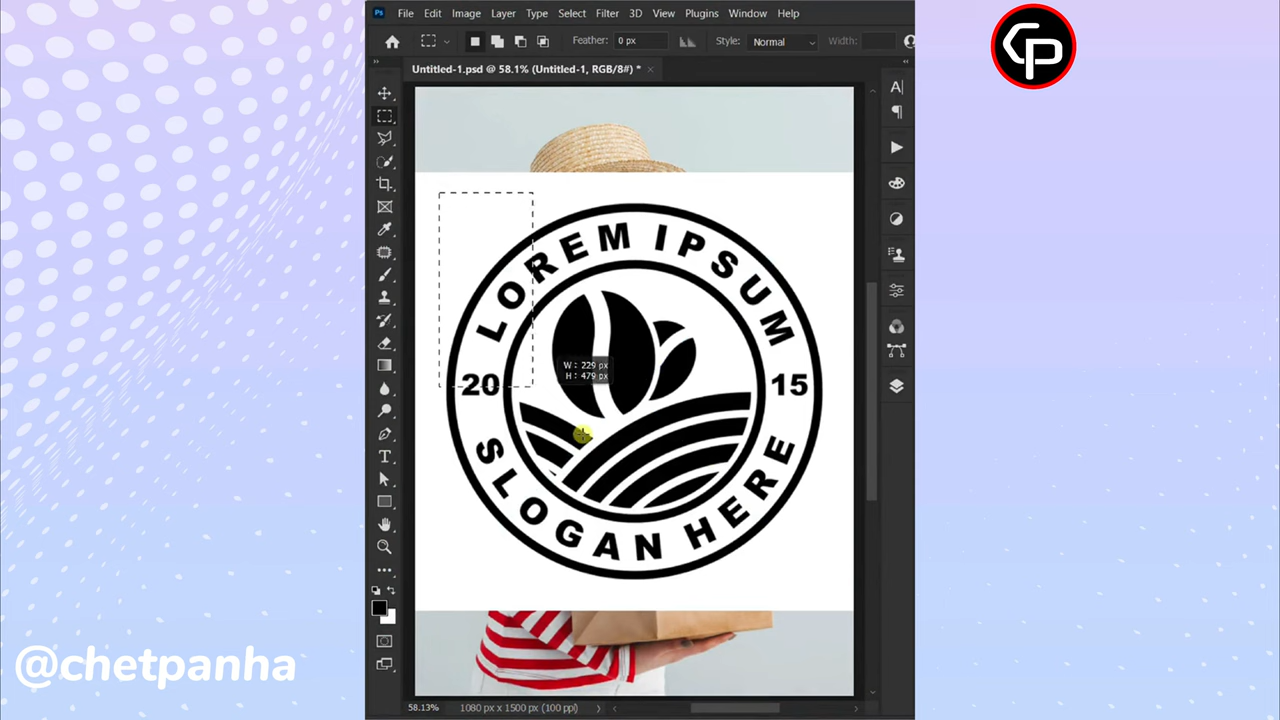 Ps File Edit Image Layer Type Select Filter 3D View Plugins Window Help
Feather: 0 px Style: Normal Width:
Untitled-1.psd @ 58.1% (Untitled-1, RGB/8#) * ×
CP
LOREM IPSUM
20 15
SLOGAN HERE
W: 229 px
H: 479 px
@chetpanha
58.13% 1080 px x 1500 px (100 ppi)